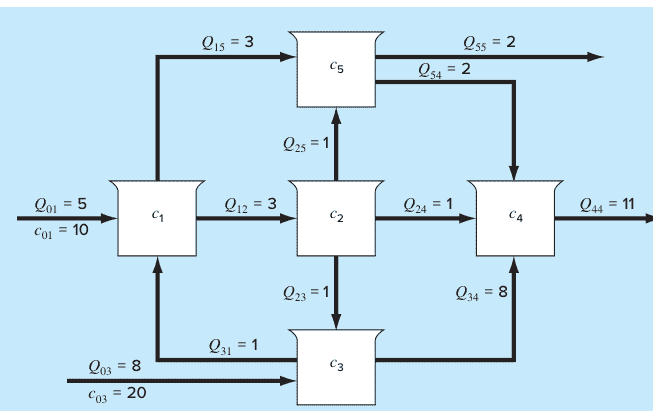 Q15 = 3
Q55 = 2
c5
Q54 = 2
Q25 = 1
Q01 = 5
c01 = 10
c1
Q12 = 3
c2
Q24 = 1
c4
Q44 = 11
Q23 = 1
Q34 = 8
Q31 = 1
c3
Q03 = 8
c03 = 20